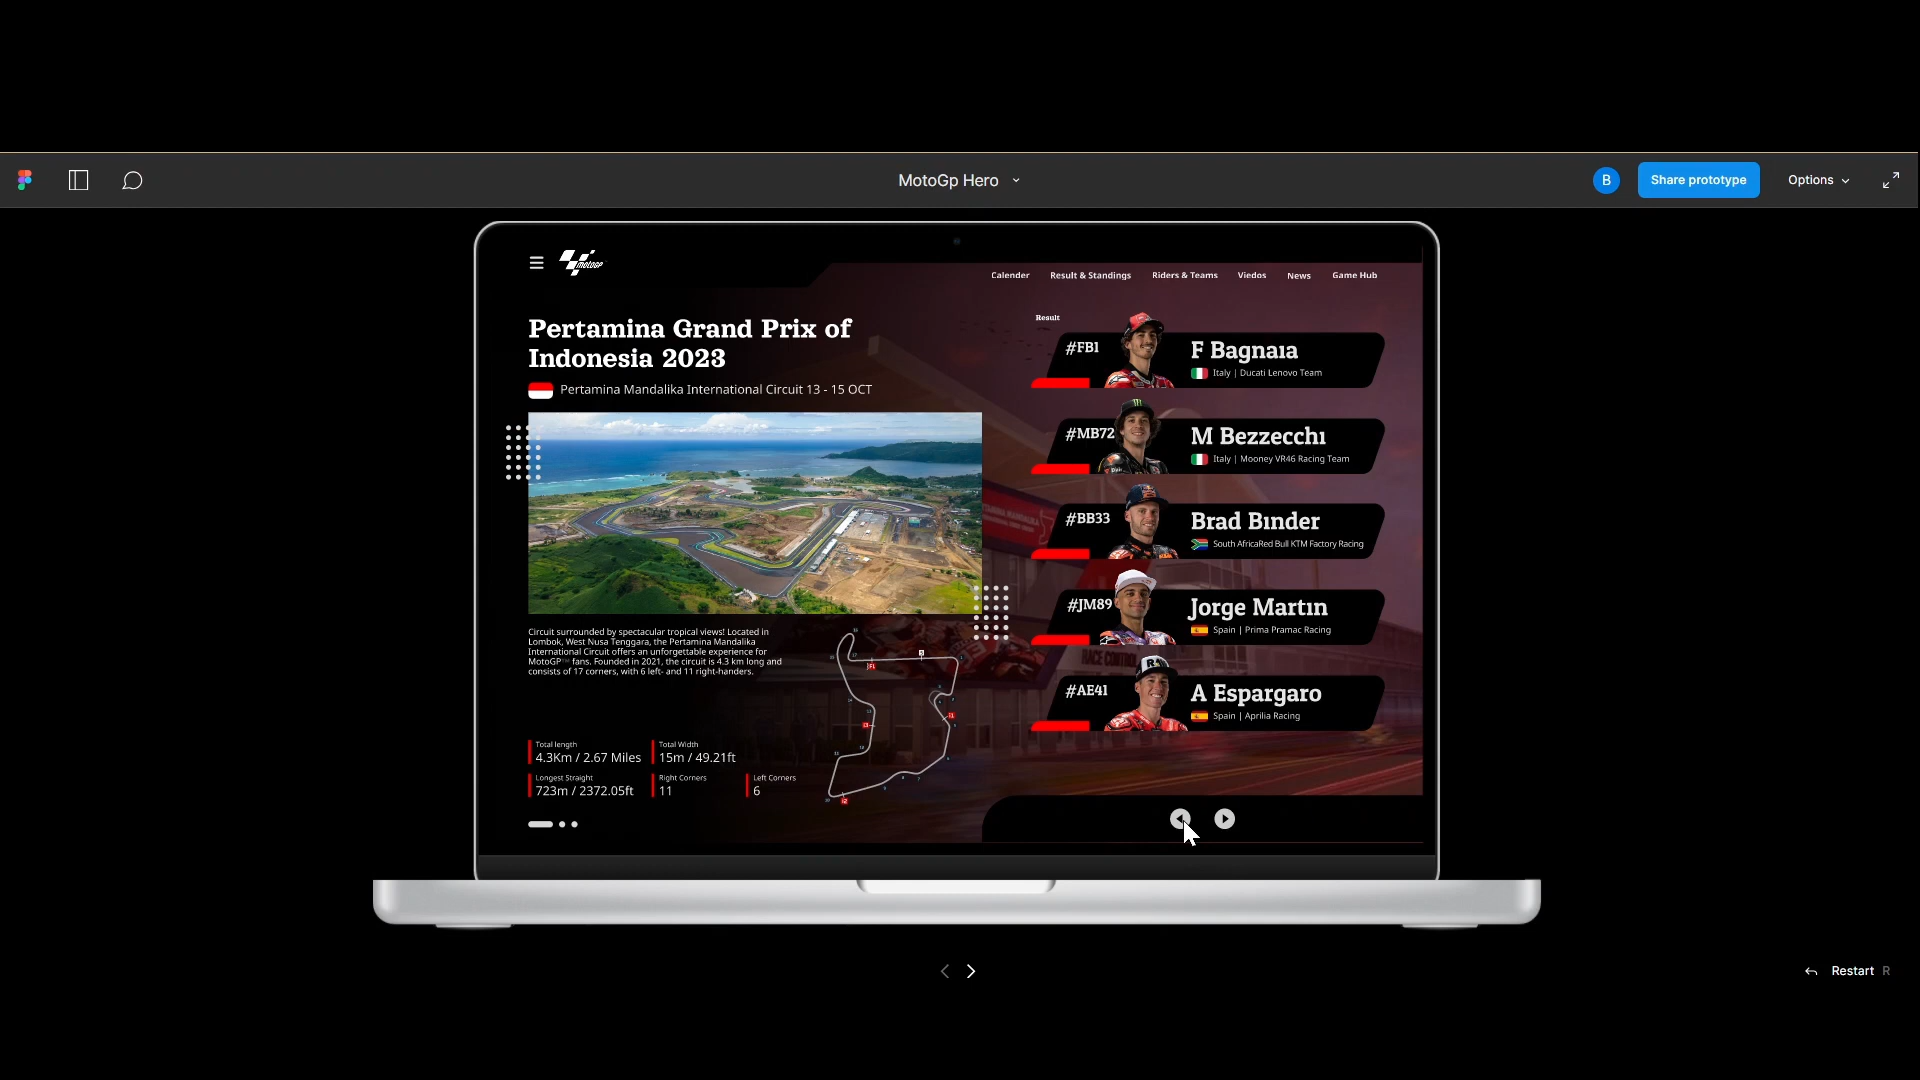 MotoGp Hero
B
Share prototype
Options
MotoGP
Calender
Result & Standings
Riders & Teams
Viedos
News
Game Hub
Pertamina Grand Prix of
Indonesia 2023
Pertamina Mandalika International Circuit 13 - 15 OCT
Circuit surrounded by spectacular tropical views! Located in
Lombok, West Nusa Tenggara, the Pertamina Mandalika
International Circuit offers an unforgettable experience for
MotoGP™ fans. Founded in 2021, the circuit is 4.3 km long and
consists of 17 corners, with 6 left- and 11 right-handers.
Total length
4.3Km / 2.67 Miles
Total Width
15m / 49.21ft
Longest Straight
723m / 2372.05ft
Right Corners
11
Left Corners
6
Result
#FB1
F Bagnaia
Italy | Ducati Lenovo Team
#MB72
M Bezzecchi
Italy | Mooney VR46 Racing Team
#BB33
Brad Binder
South AfricaRed Bull KTM Factory Racing
#JM89
Jorge Martin
Spain | Prima Pramac Racing
RACE CONTROL
#AE41
A Espargaro
Spain | Aprilia Racing
Restart R